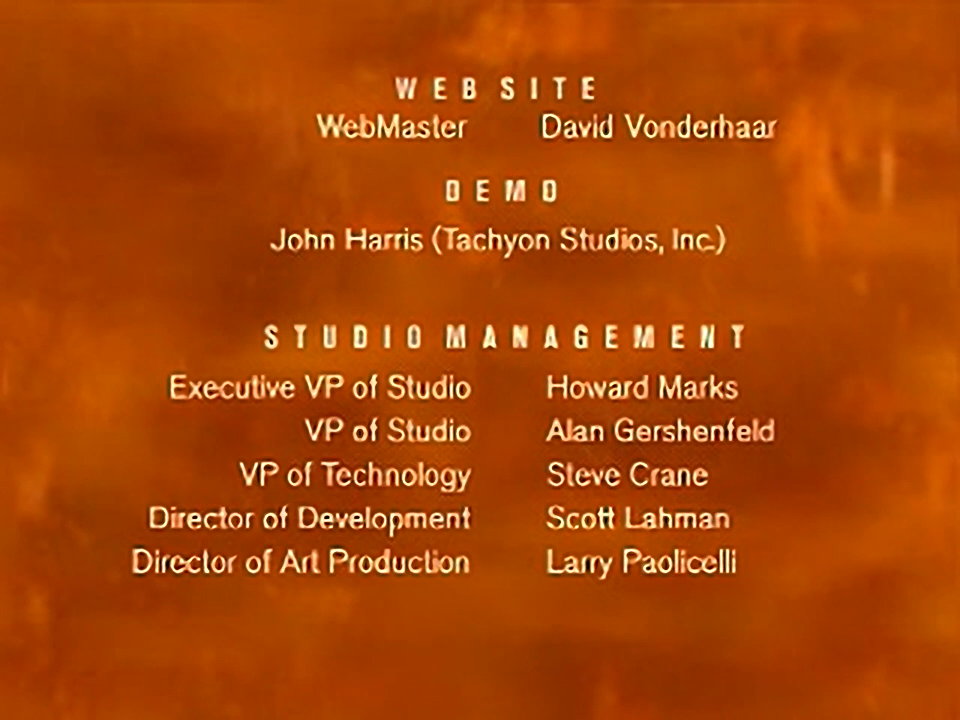 WEB SITE
WebMaster David Vonderhaar
DEMO
John Harris (Tachyon Studios, Inc.)
STUDIO MANAGEMENT
Executive VP of Studio Howard Marks
VP of Studio Alan Gershenfeld
VP of Technology Steve Crane
Director of Development Scott Lahman
Director of Art Production Larry Paolicelli